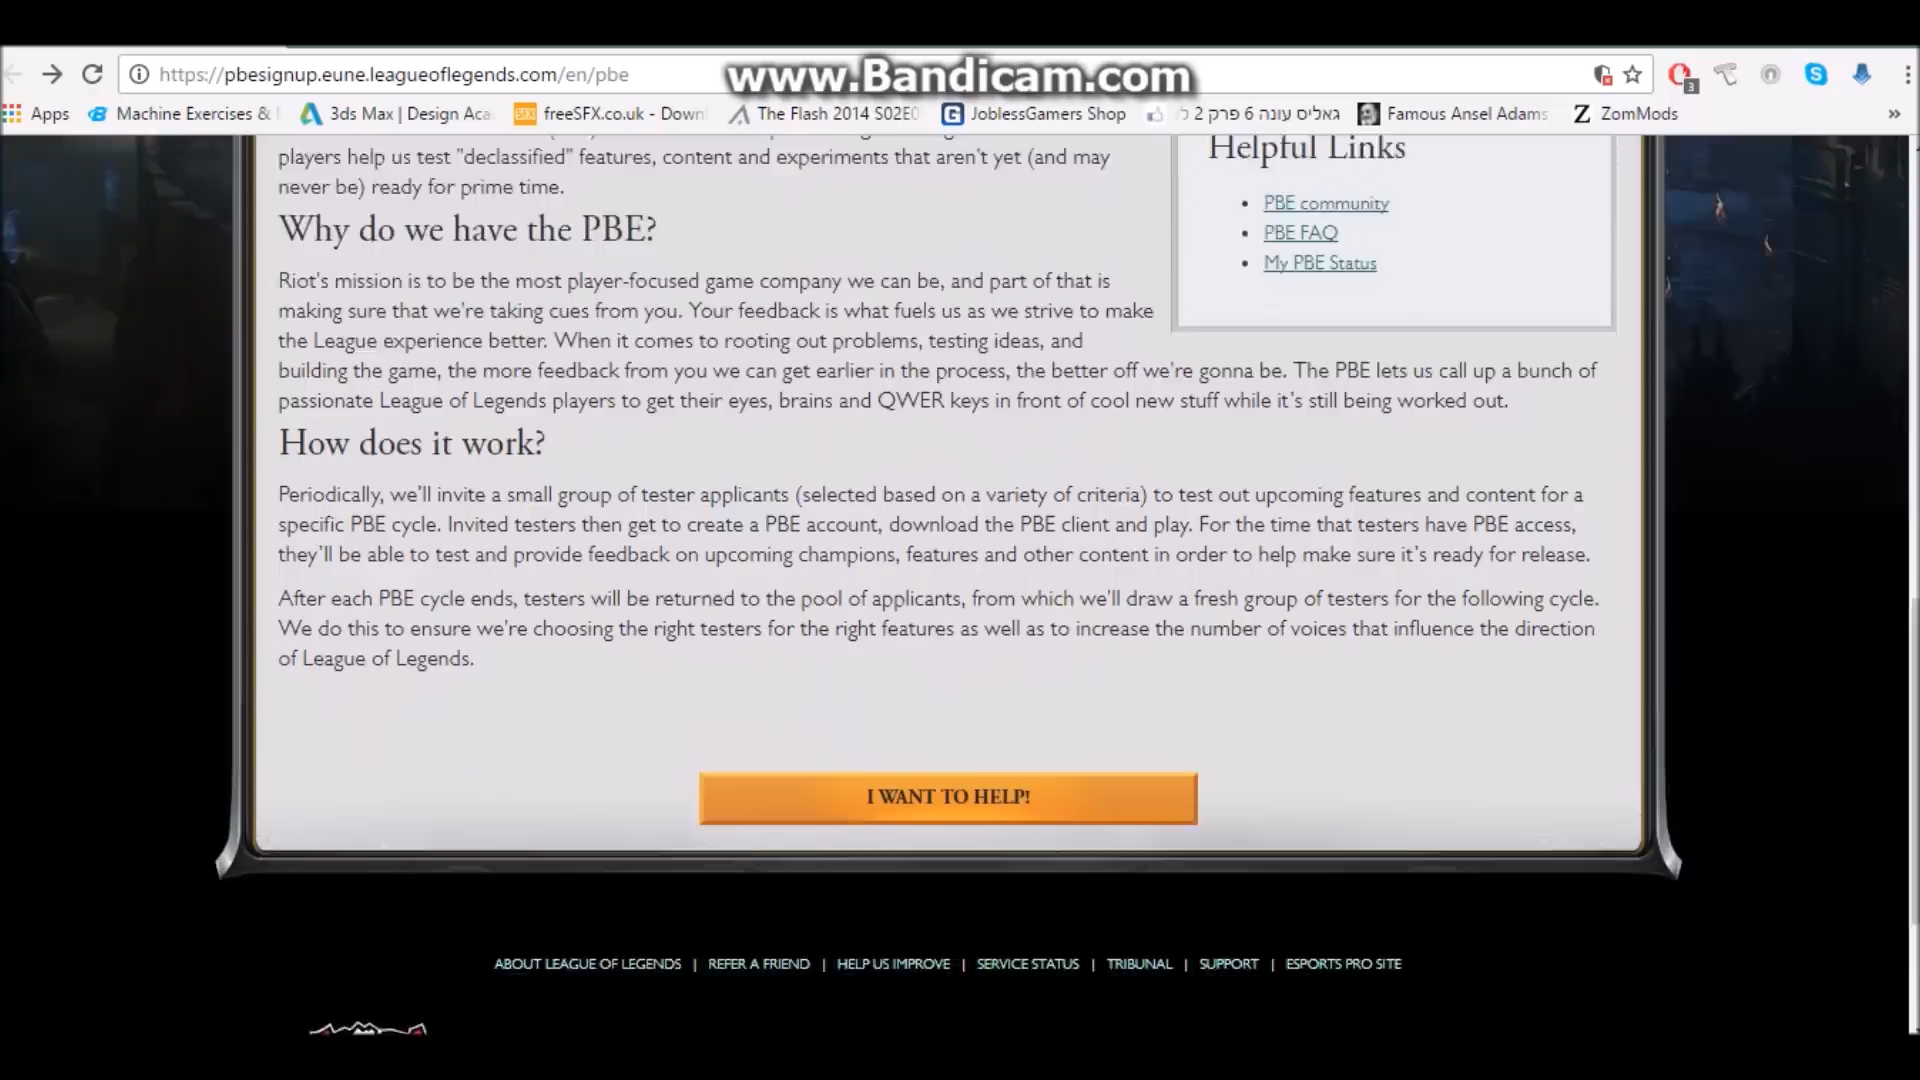 https://pbesignup.eune.leagueoflegends.com/en/pbe
www.Bandicam.com
3
Apps
Machine Exercises &
3ds Max | Design Aca
freeSFX.co.uk - Down
The Flash 2014 S02E0
JoblessGamers Shop
גאליס עונה 6 פרק 2 ל
Famous Ansel Adams
ZomMods
»
players help us test "declassified" features, content and experiments that aren't yet (and may
never be) ready for prime time.
Why do we have the PBE?
Riot's mission is to be the most player-focused game company we can be, and part of that is
making sure that we're taking cues from you. Your feedback is what fuels us as we strive to make
the League experience better. When it comes to rooting out problems, testing ideas, and
building the game, the more feedback from you we can get earlier in the process, the better off we're gonna be. The PBE lets us call up a bunch of
passionate League of Legends players to get their eyes, brains and QWER keys in front of cool new stuff while it's still being worked out.
Helpful Links
• PBE community
• PBE FAQ
• My PBE Status
How does it work?
Periodically, we'll invite a small group of tester applicants (selected based on a variety of criteria) to test out upcoming features and content for a
specific PBE cycle. Invited testers then get to create a PBE account, download the PBE client and play. For the time that testers have PBE access,
they'll be able to test and provide feedback on upcoming champions, features and other content in order to help make sure it's ready for release.
After each PBE cycle ends, testers will be returned to the pool of applicants, from which we'll draw a fresh group of testers for the following cycle.
We do this to ensure we're choosing the right testers for the right features as well as to increase the number of voices that influence the direction
of League of Legends.
I WANT TO HELP!
ABOUT LEAGUE OF LEGENDS | REFER A FRIEND | HELP US IMPROVE | SERVICE STATUS | TRIBUNAL | SUPPORT | ESPORTS PRO SITE